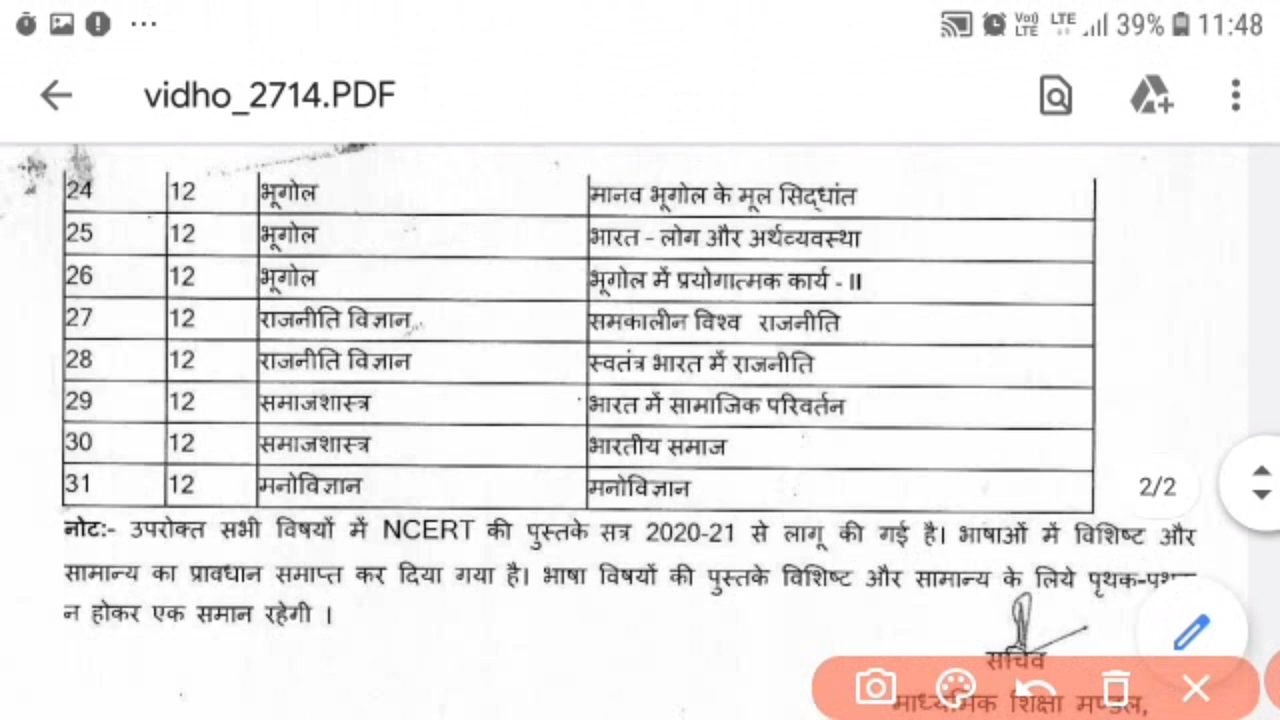 Vo) LTE LTE 39% 11:48
vidho_2714.PDF
24 12 भूगोल मानव भूगोल के मूल सिद्धांत
25 12 भूगोल भारत - लोग और अर्थव्यवस्था
26 12 भूगोल भूगोल में प्रयोगात्मक कार्य - II
27 12 राजनीति विज्ञान समकालीन विश्व राजनीति
28 12 राजनीति विज्ञान स्वतंत्र भारत में राजनीति
29 12 समाजशास्त्र भारत में सामाजिक परिवर्तन
30 12 समाजशास्त्र भारतीय समाज
31 12 मनोविज्ञान मनोविज्ञान
2/2
नोटः- उपरोक्त सभी विषयों में NCERT की पुस्तके सत्र 2020-21 से लागू की गई है। भाषाओं में विशिष्ट और
सामान्य का प्रावधान समाप्त कर दिया गया है। भाषा विषयों की पुस्तके विशिष्ट और सामान्य के लिये पृथक-
न होकर एक समान रहेगी ।
सचिव
माध्यमिक शिक्षा मण्डल,